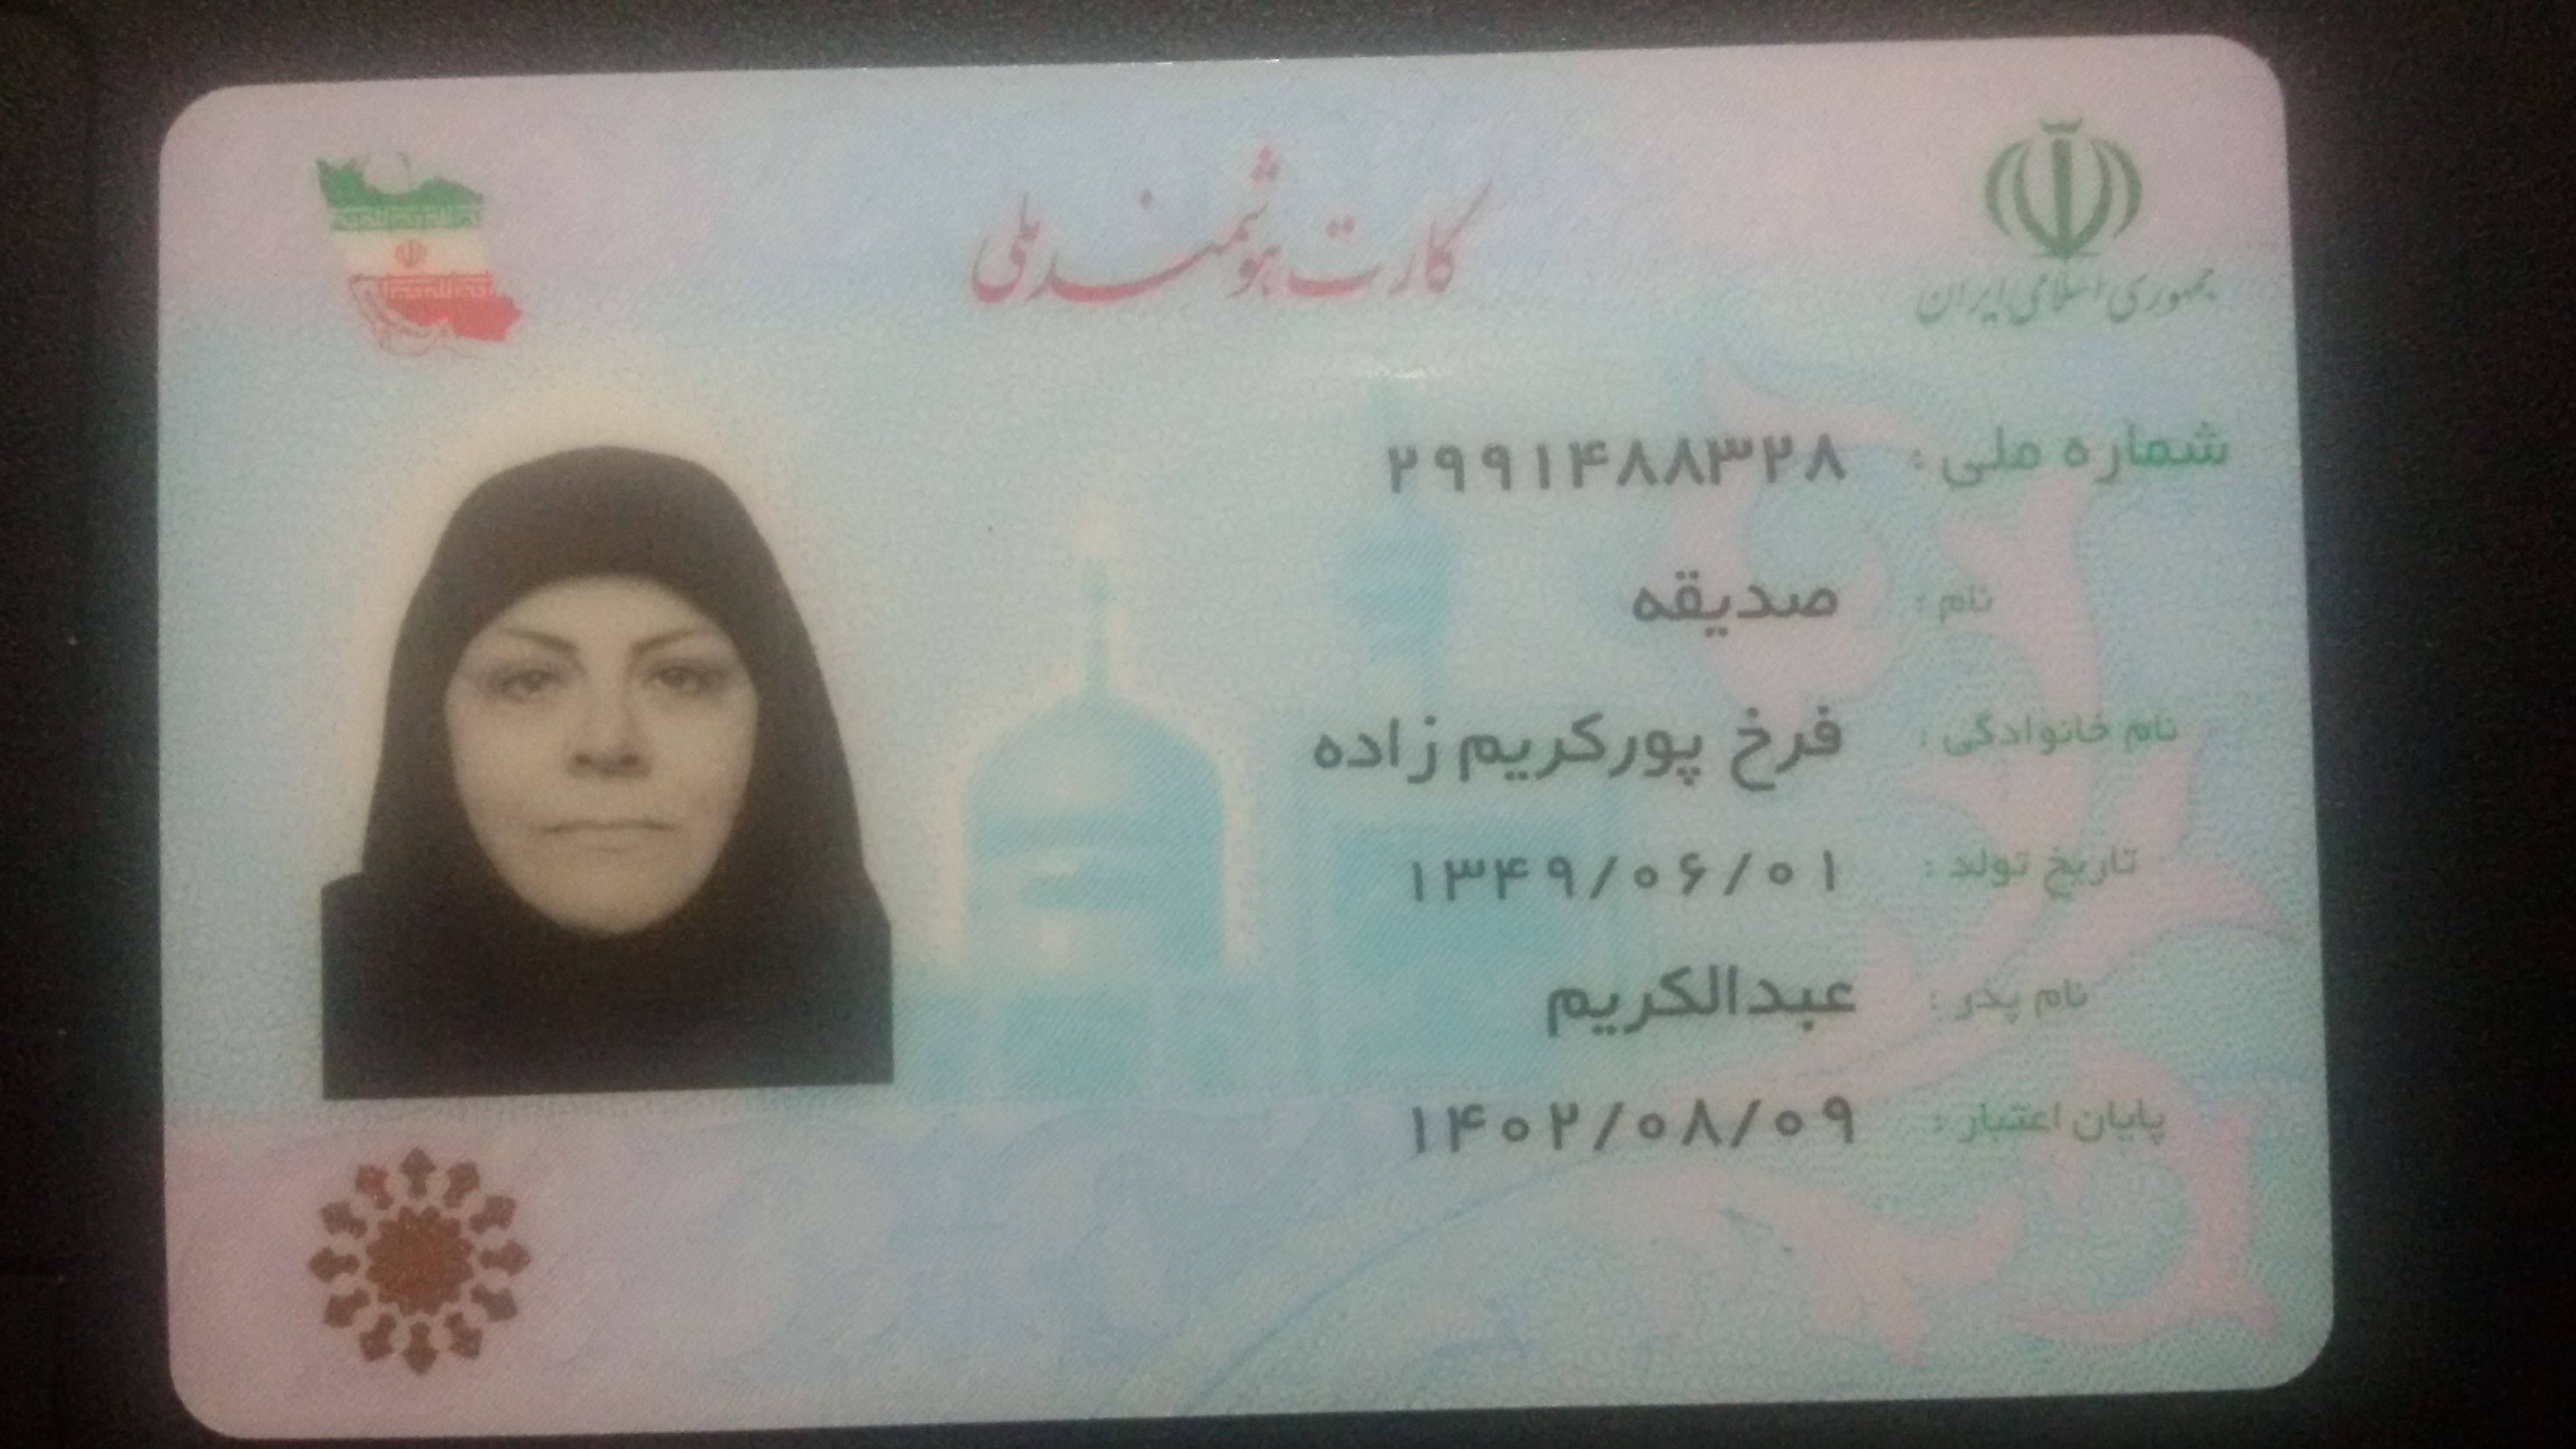 جمهوری اسلامی ایران
کارت هوشمند ملی
شماره ملی : ۲۹۹۱۴۸۸۳۲۸
نام : صدیقه
نام خانوادگی : فرخ پورکریم زاده
تاریخ تولد : ۱۳۴۹/۰۶/۰۱
نام پدر : عبدالکریم
پایان اعتبار : ۱۴۰۲/۰۸/۰۹